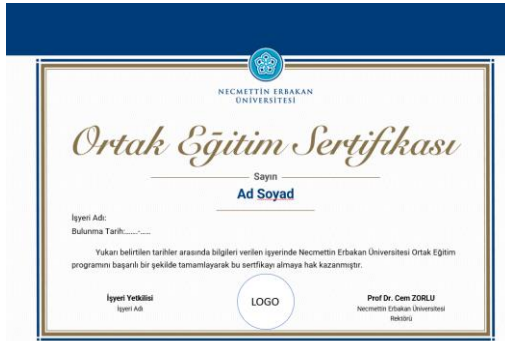 NECMETTİN ERBAKAN
ÜNİVERSİTESİ
Ortak Eğitim Sertifikası
Sayın
Ad Soyad
İşyeri Adı:
Bulunma Tarih:......-.....
Yukarı belirtilen tarihler arasında bilgileri verilen işyerinde Necmettin Erbakan Üniversitesi Ortak Eğitim
programını başarılı bir şekilde tamamlayarak bu sertfikayı almaya hak kazanmıştır.
İşyeri Yetkilisi
İşyeri Adı
LOGO
Prof Dr. Cem ZORLU
Necmettin Erbakan Üniversitesi
Rektörü